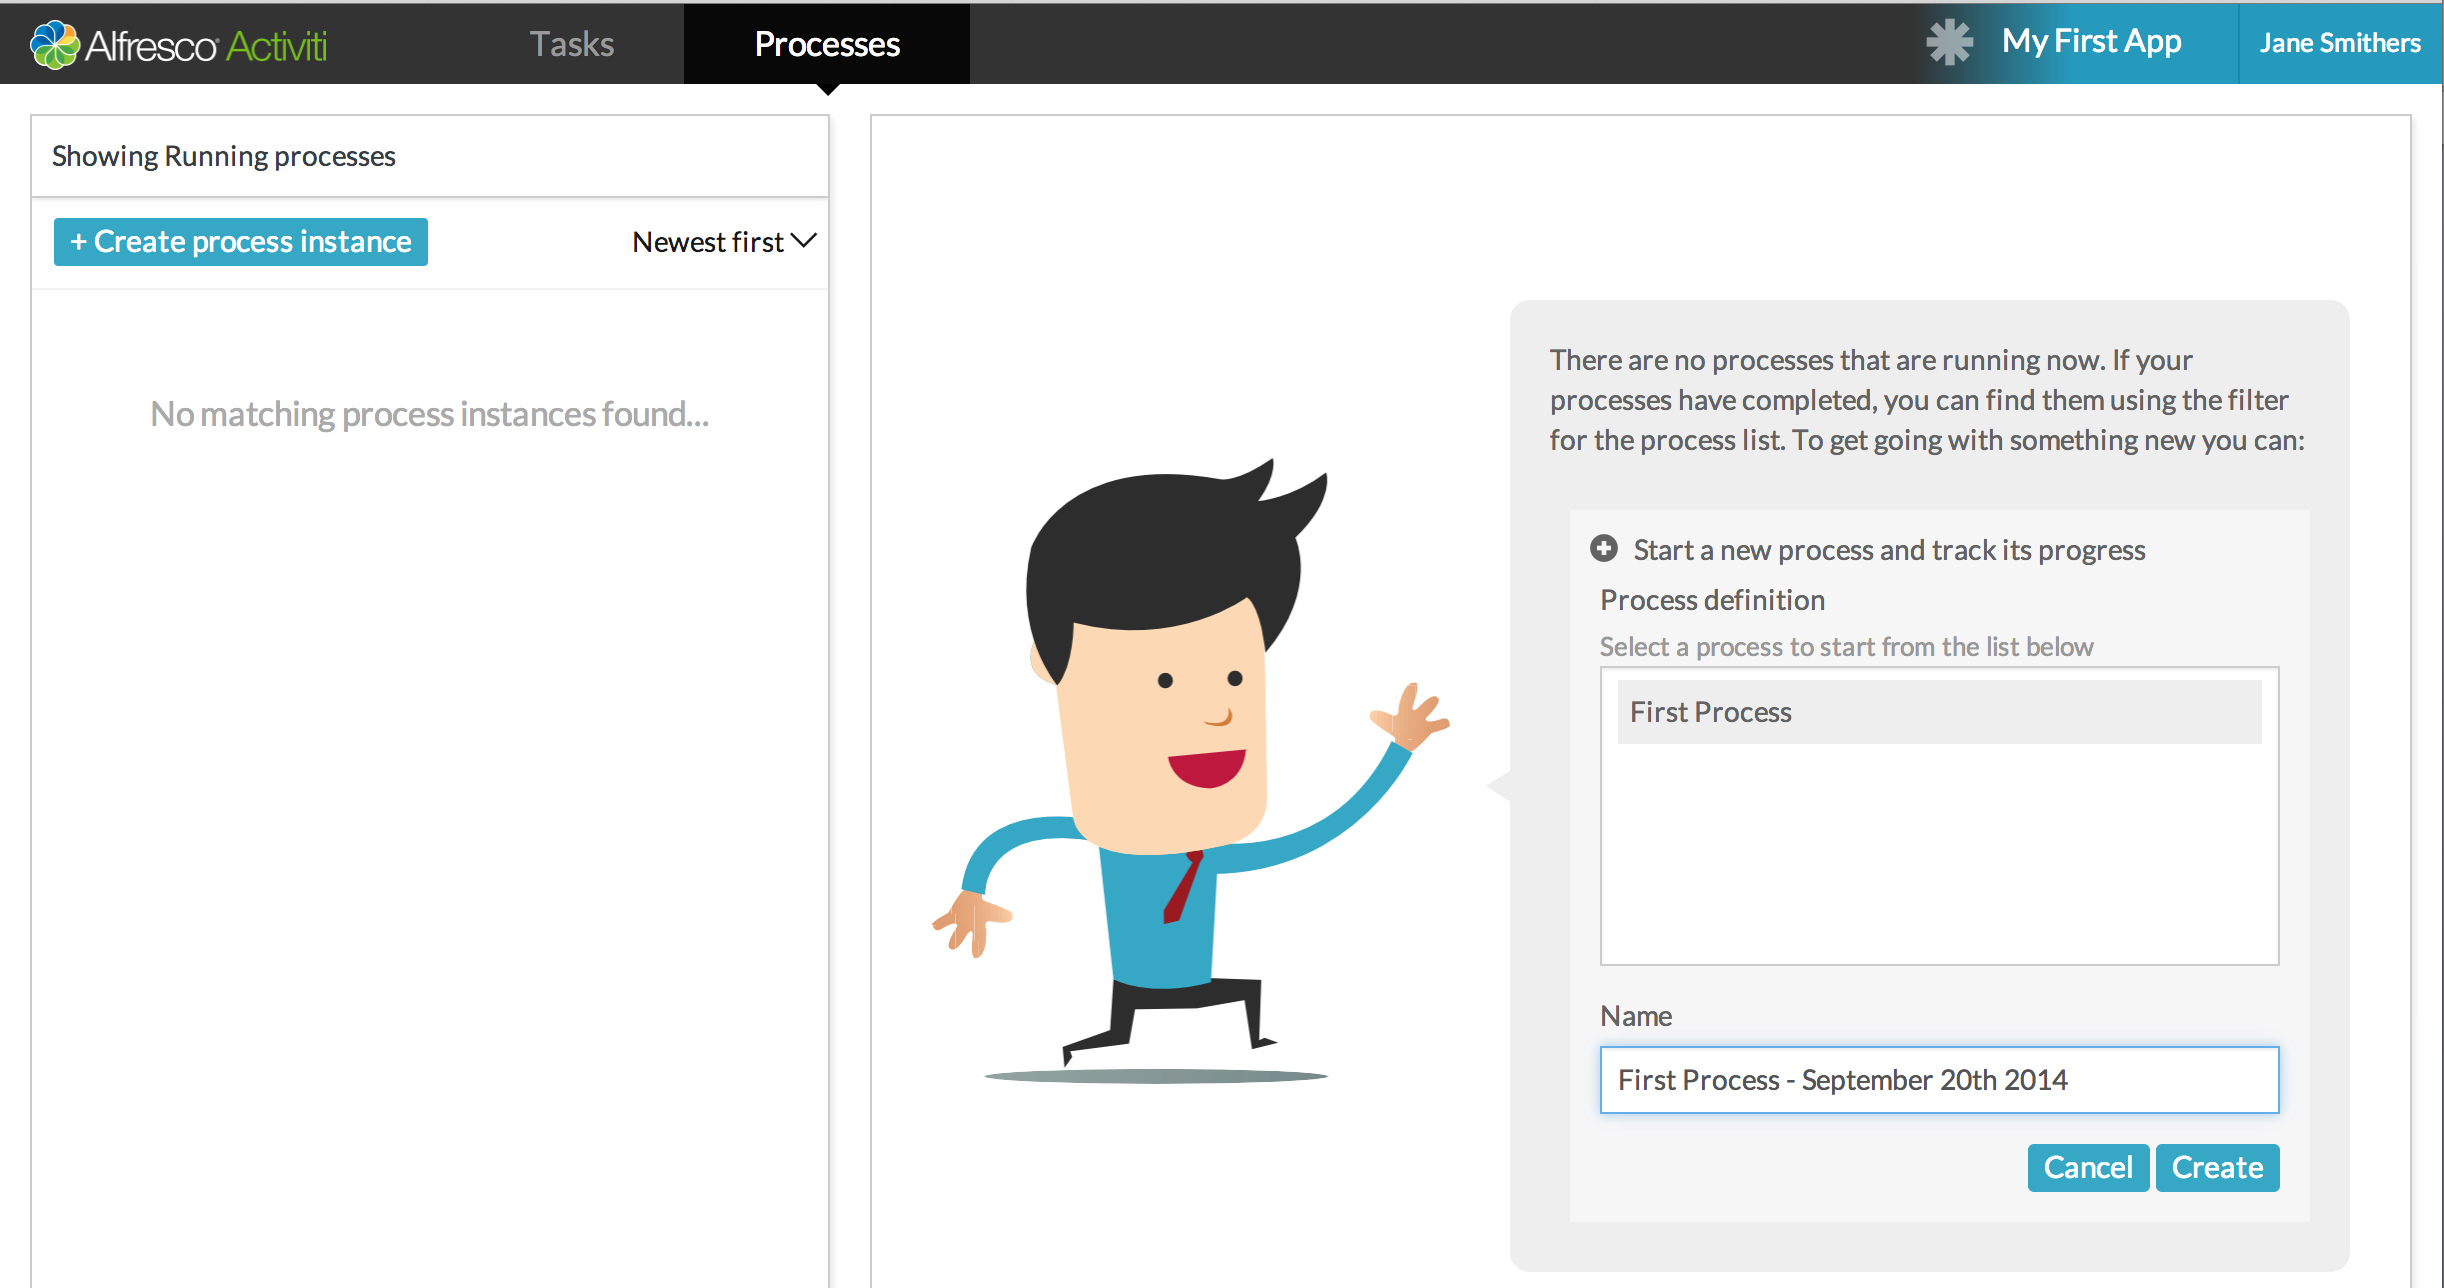 Alfresco Activiti
Tasks
Processes
My First App
Jane Smithers
Showing Running processes
+ Create process instance
Newest first
No matching process instances found...
There are no processes that are running now. If your
processes have completed, you can find them using the filter
for the process list. To get going with something new you can:
Start a new process and track its progress
Process definition
Select a process to start from the list below
First Process
Name
First Process - September 20th 2014
Cancel
Create